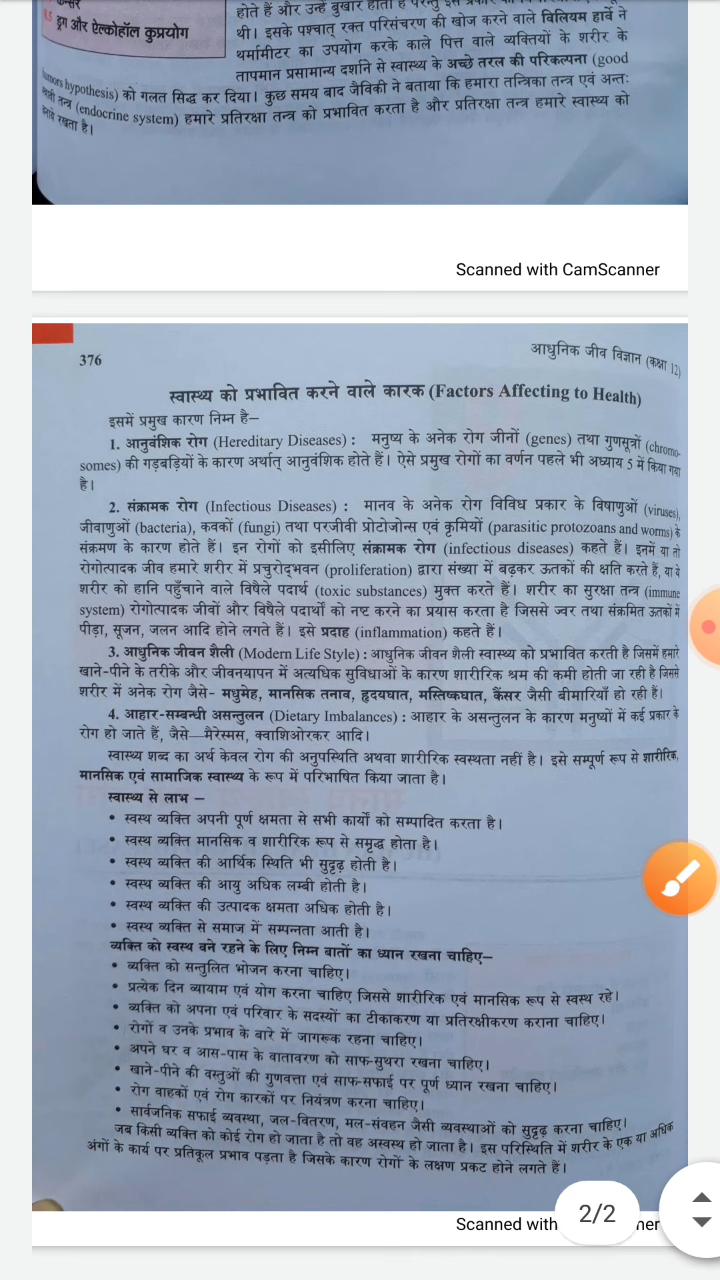 8.5 ड्रग और ऐल्कोहॉल कुप्रयोग
थी। इसके पश्चात् रक्त परिसंचरण की खोज करने वाले विलियम हार्वे ने
थर्मामीटर का उपयोग करके काले पित्त वाले व्यक्तियों के शरीर के
तापमान प्रसामान्य दर्शाने से स्वास्थ्य के अच्छे तरल की परिकल्पना (good
humors hypothesis) को गलत सिद्ध कर दिया। कुछ समय बाद जैविकी ने बताया कि हमारा तन्त्रिका तन्त्र एवं अन्तः
स्रावी तन्त्र (endocrine system) हमारे प्रतिरक्षा तन्त्र को प्रभावित करता है और प्रतिरक्षा तन्त्र हमारे स्वास्थ्य को
बनाये रखता है।
Scanned with CamScanner
376
आधुनिक जीव विज्ञान (कक्षा 12)
स्वास्थ्य को प्रभावित करने वाले कारक (Factors Affecting to Health)
इसमें प्रमुख कारण निम्न है—
1. आनुवंशिक रोग (Hereditary Diseases) : मनुष्य के अनेक रोग जीनों (genes) तथा गुणसूत्रों (chromo-
somes) की गड़बड़ियों के कारण अर्थात् आनुवंशिक होते हैं। ऐसे प्रमुख रोगों का वर्णन पहले भी अध्याय 5 में किया गया
है।
2. संक्रामक रोग (Infectious Diseases) : मानव के अनेक रोग विविध प्रकार के विषाणुओं (viruses),
जीवाणुओं (bacteria), कवकों (fungi) तथा परजीवी प्रोटोजोन्स एवं कृमियों (parasitic protozoans and worms) के
संक्रमण के कारण होते हैं। इन रोगों को इसीलिए संक्रामक रोग (infectious diseases) कहते हैं। इनमें या तो
रोगोत्पादक जीव हमारे शरीर में प्रचुरोद्भवन (proliferation) द्वारा संख्या में बढ़कर ऊतकों की क्षति करते हैं, या वे
शरीर को हानि पहुँचाने वाले विषैले पदार्थ (toxic substances) मुक्त करते हैं। शरीर का सुरक्षा तन्त्र (immune
system) रोगोत्पादक जीवों और विषैले पदार्थों को नष्ट करने का प्रयास करता है जिससे ज्वर तथा संक्रमित ऊतकों में
पीड़ा, सूजन, जलन आदि होने लगते हैं। इसे प्रदाह (inflammation) कहते हैं।
3. आधुनिक जीवन शैली (Modern Life Style) : आधुनिक जीवन शैली स्वास्थ्य को प्रभावित करती है जिसमें हमारे
खाने-पीने के तरीके और जीवनयापन में अत्यधिक सुविधाओं के कारण शारीरिक श्रम की कमी होती जा रही है जिससे
शरीर में अनेक रोग जैसे- मधुमेह, मानसिक तनाव, हृदयघात, मस्तिष्कघात, कैंसर जैसी बीमारियाँ हो रही हैं।
4. आहार-सम्बन्धी असन्तुलन (Dietary Imbalances) : आहार के असन्तुलन के कारण मनुष्यों में कई प्रकार के
रोग हो जाते हैं, जैसे—मैरेस्मस, क्वाशिओरकर आदि।
स्वास्थ्य शब्द का अर्थ केवल रोग की अनुपस्थिति अथवा शारीरिक स्वस्थता नहीं है। इसे सम्पूर्ण रूप से शारीरिक,
मानसिक एवं सामाजिक स्वास्थ्य के रूप में परिभाषित किया जाता है।
स्वास्थ्य से लाभ –
• स्वस्थ व्यक्ति अपनी पूर्ण क्षमता से सभी कार्यों को सम्पादित करता है।
• स्वस्थ व्यक्ति मानसिक व शारीरिक रूप से समृद्ध होता है।
• स्वस्थ व्यक्ति की आर्थिक स्थिति भी सुदृढ़ होती है।
• स्वस्थ व्यक्ति की आयु अधिक लम्बी होती है।
• स्वस्थ व्यक्ति की उत्पादक क्षमता अधिक होती है।
• स्वस्थ व्यक्ति से समाज में सम्पन्नता आती है।
व्यक्ति को स्वस्थ बने रहने के लिए निम्न बातों का ध्यान रखना चाहिए–
• व्यक्ति को सन्तुलित भोजन करना चाहिए।
• प्रत्येक दिन व्यायाम एवं योग करना चाहिए जिससे शारीरिक एवं मानसिक रूप से स्वस्थ रहे।
• व्यक्ति को अपना एवं परिवार के सदस्यों का टीकाकरण या प्रतिरक्षीकरण कराना चाहिए।
• रोगों व उनके प्रभाव के बारे में जागरूक रहना चाहिए।
• अपने घर व आस-पास के वातावरण को साफ-सुथरा रखना चाहिए।
• खाने-पीने की वस्तुओं की गुणवत्ता एवं साफ-सफाई पर पूर्ण ध्यान रखना चाहिए।
• रोग वाहकों एवं रोग कारकों पर नियंत्रण करना चाहिए।
• सार्वजनिक सफाई व्यवस्था, जल-वितरण, मल-संवहन जैसी व्यवस्थाओं को सुदृढ़ करना चाहिए।
जब किसी व्यक्ति को कोई रोग हो जाता है तो वह अस्वस्थ हो जाता है। इस परिस्थिति में शरीर के एक या अधिक
अंगों के कार्य पर प्रतिकूल प्रभाव पड़ता है जिसके कारण रोगों के लक्षण प्रकट होने लगते हैं।
Scanned with
2/2